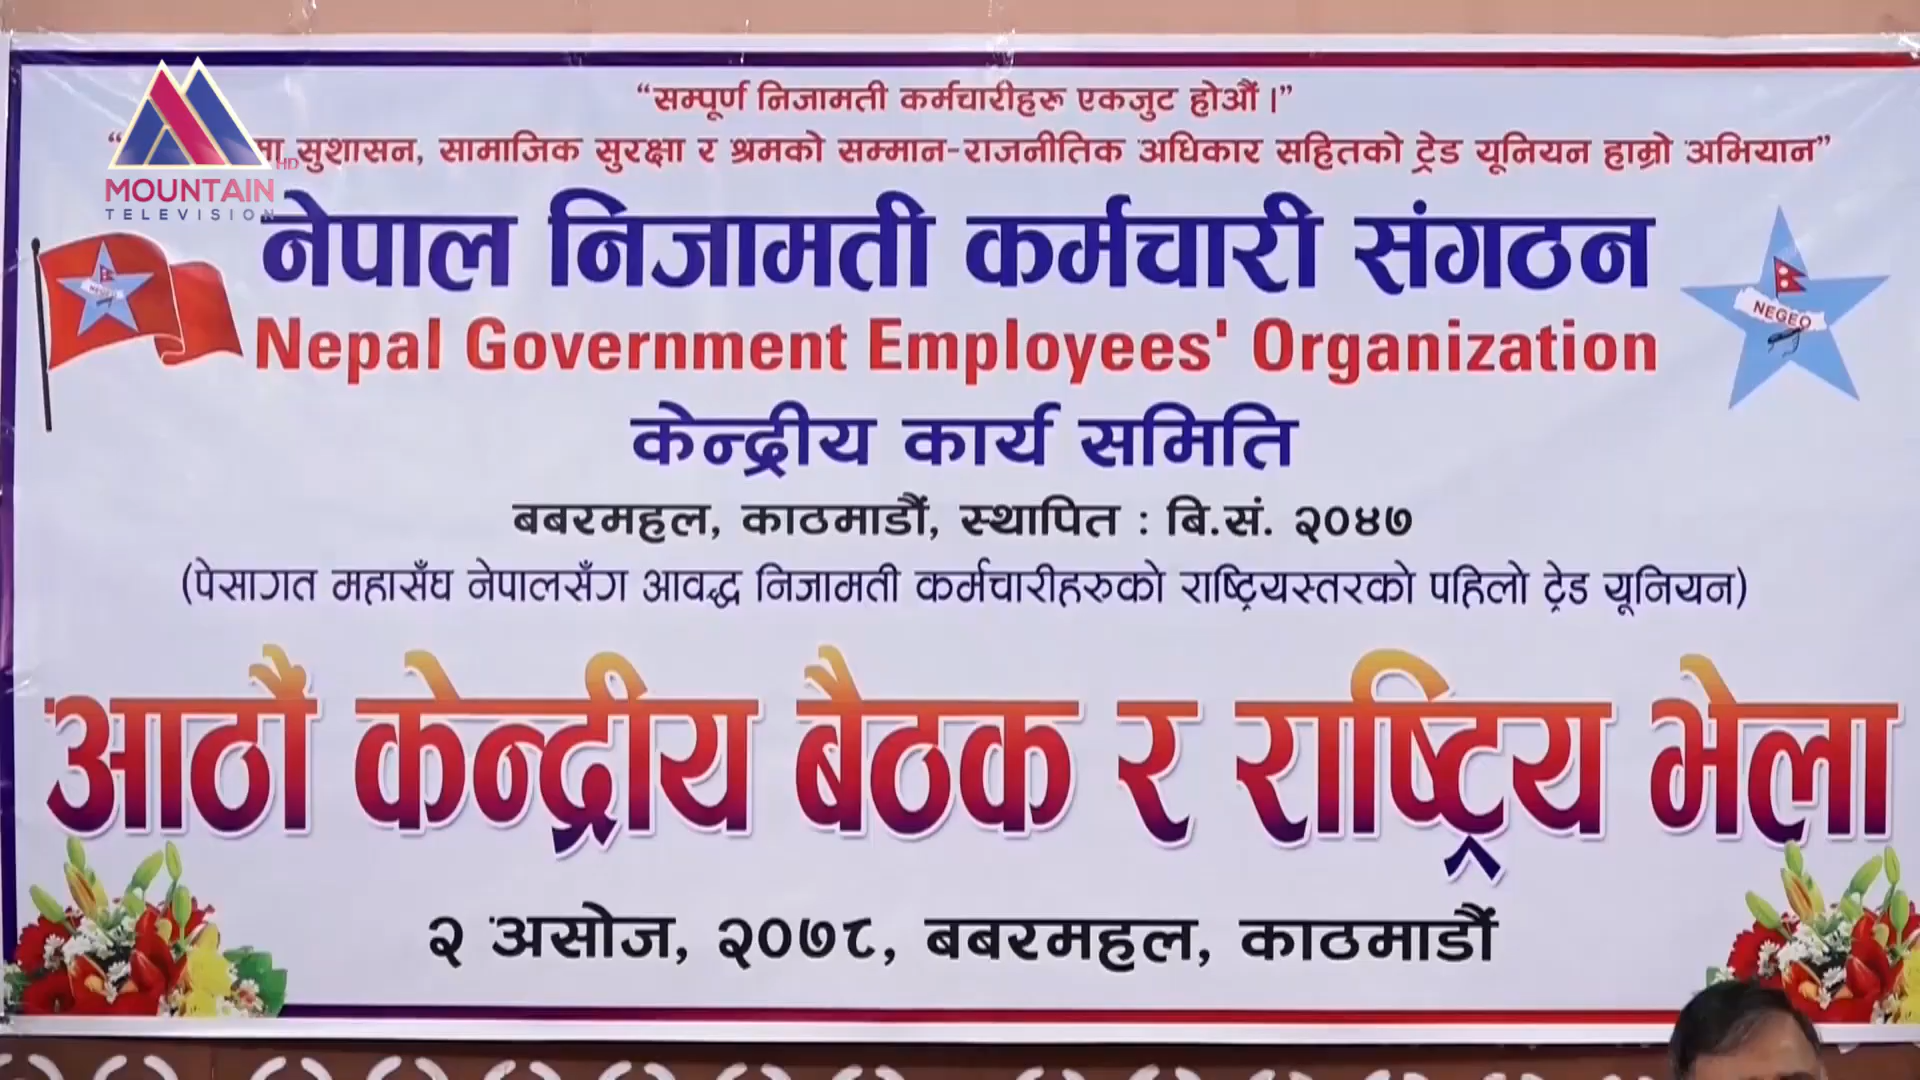 “सम्पूर्ण निजामती कर्मचारीहरू एकजुट होऔं ।”
सुशासन, सामाजिक सुरक्षा र श्रमको सम्मान-राजनीतिक अधिकार सहितको ट्रेड यूनियन हाम्रो अभियान”
HD
MOUNTAIN
TELEVISION
नेपाल निजामती कर्मचारी संगठन
NEGEO
NEGEO
Nepal Government Employees' Organization
केन्द्रीय कार्य समिति
बबरमहल, काठमाडौं, स्थापित : बि.सं. २०४७
(पेसागत महासँघ नेपालसँग आवद्ध निजामती कर्मचारीहरुको राष्ट्रियस्तरको पहिलो ट्रेड यूनियन)
आठौं केन्द्रीय बैठक र राष्ट्रिय भेला
२ असोज, २०७८, बबरमहल, काठमाडौं